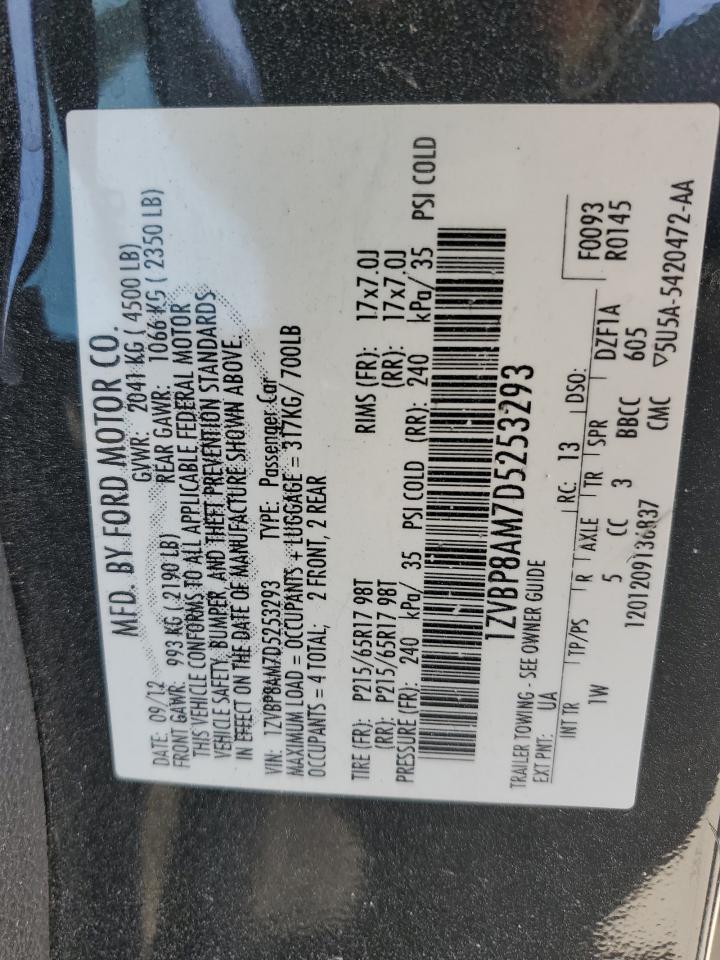 MFD. BY FORD MOTOR CO.
DATE: 09/12 GVWR: 2041 KG ( 4500 LB)
FRONT GAWR: 993 KG ( 2190 LB) REAR GAWR: 1066 KG ( 2350 LB)
THIS VEHICLE CONFORMS TO ALL APPLICABLE FEDERAL MOTOR
VEHICLE SAFETY, BUMPER, AND THEFT PREVENTION STANDARDS
IN EFFECT ON THE DATE OF MANUFACTURE SHOWN ABOVE.
VIN: 1ZVBP8AM7D5253293 TYPE: Passenger Car
MAXIMUM LOAD = OCCUPANTS + LUGGAGE = 317KG/ 700LB
OCCUPANTS = 4 TOTAL; 2 FRONT, 2 REAR
TIRE (FR): P215/65R17 98T RIMS (FR): 17x7.0J
(RR): P215/65R17 98T (RR): 17x7.0J
PRESSURE (FR): 240 kPa/ 35 PSI COLD (RR): 240 kPa/ 35 PSI COLD
1ZVBP8AM7D5253293
TRAILER TOWING - SEE OWNER GUIDE
EXT PNT: UA RC: 13 DSO: F0093
R0145
INT TR TP/PS R AXLE TR SPR DZF1A
1W 5 CC 3 BBCC 605
1201209136837 CMC ▽5U5A-5420472-AA